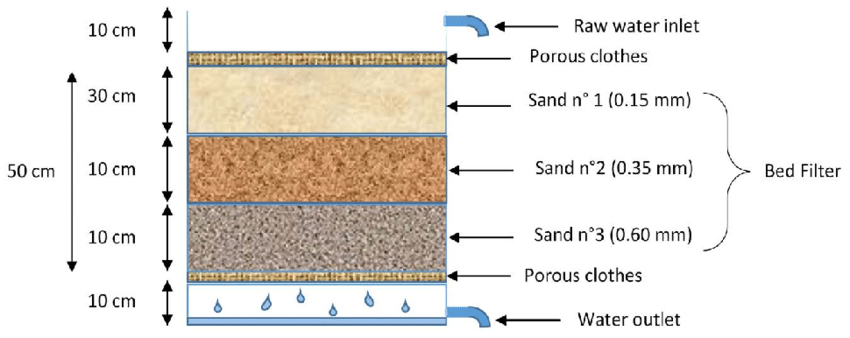 10 cm
Raw water inlet
Porous clothes
30 cm
Sand n° 1 (0.15 mm)
50 cm
10 cm
Sand n°2 (0.35 mm)
Bed Filter
10 cm
Sand n°3 (0.60 mm)
Porous clothes
10 cm
Water outlet